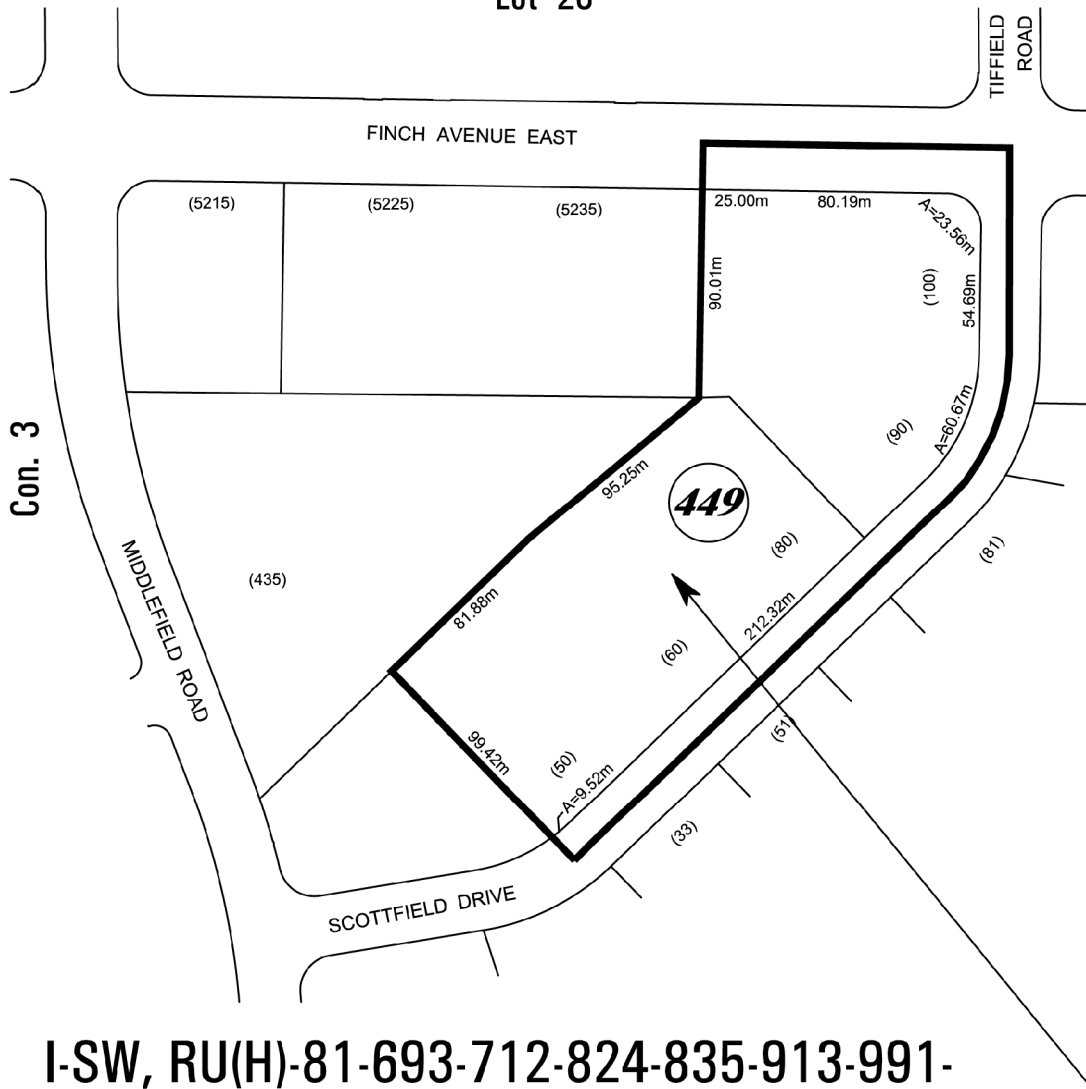 TIFFIELD
ROAD
FINCH AVENUE EAST
(5215)
(5225)
(5235)
25.00m
80.19m
A=23.56m
90.01m
(100)
54.69m
A=60.67m
(90)
Con. 3
95.25m
449
(80)
(81)
MIDDLEFIELD ROAD
(435)
81.88m
212.32m
(60)
(51)
99.42m
(50)
A=9.52m
(33)
SCOTTFIELD DRIVE
I-SW, RU(H)-81-693-712-824-835-913-991-